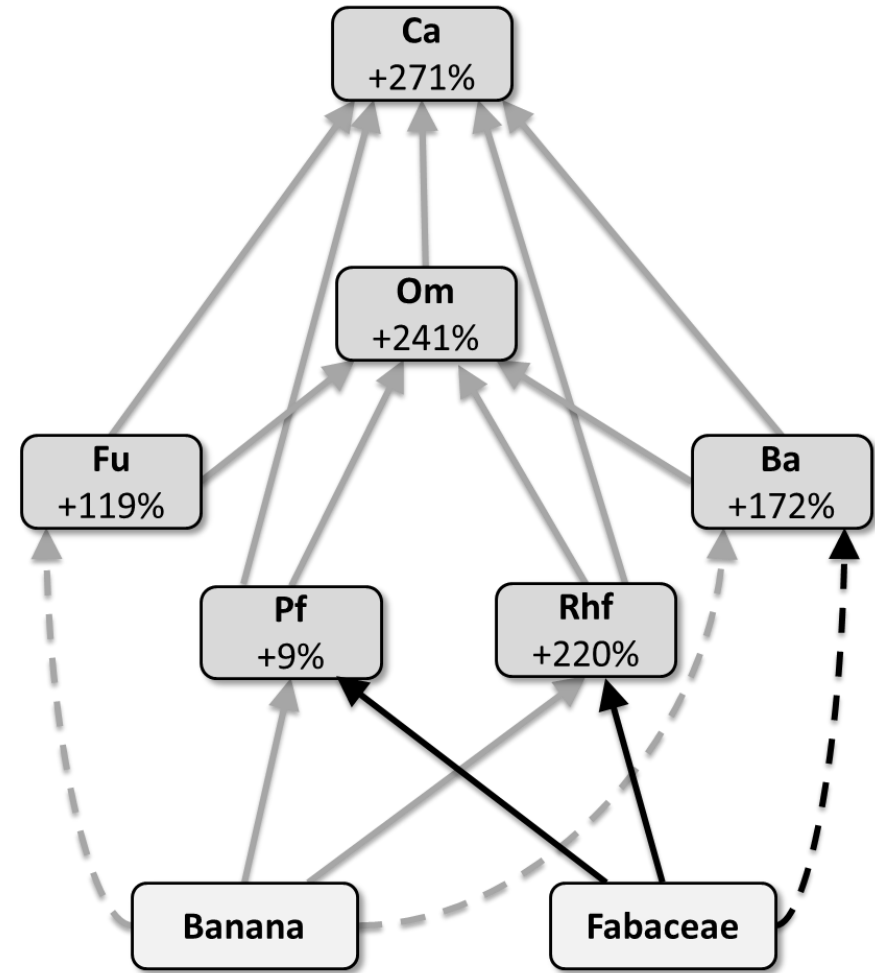 Ca
+271%
Om
+241%
Fu
+119%
Ba
+172%
Pf
+9%
Rhf
+220%
Banana
Fabaceae